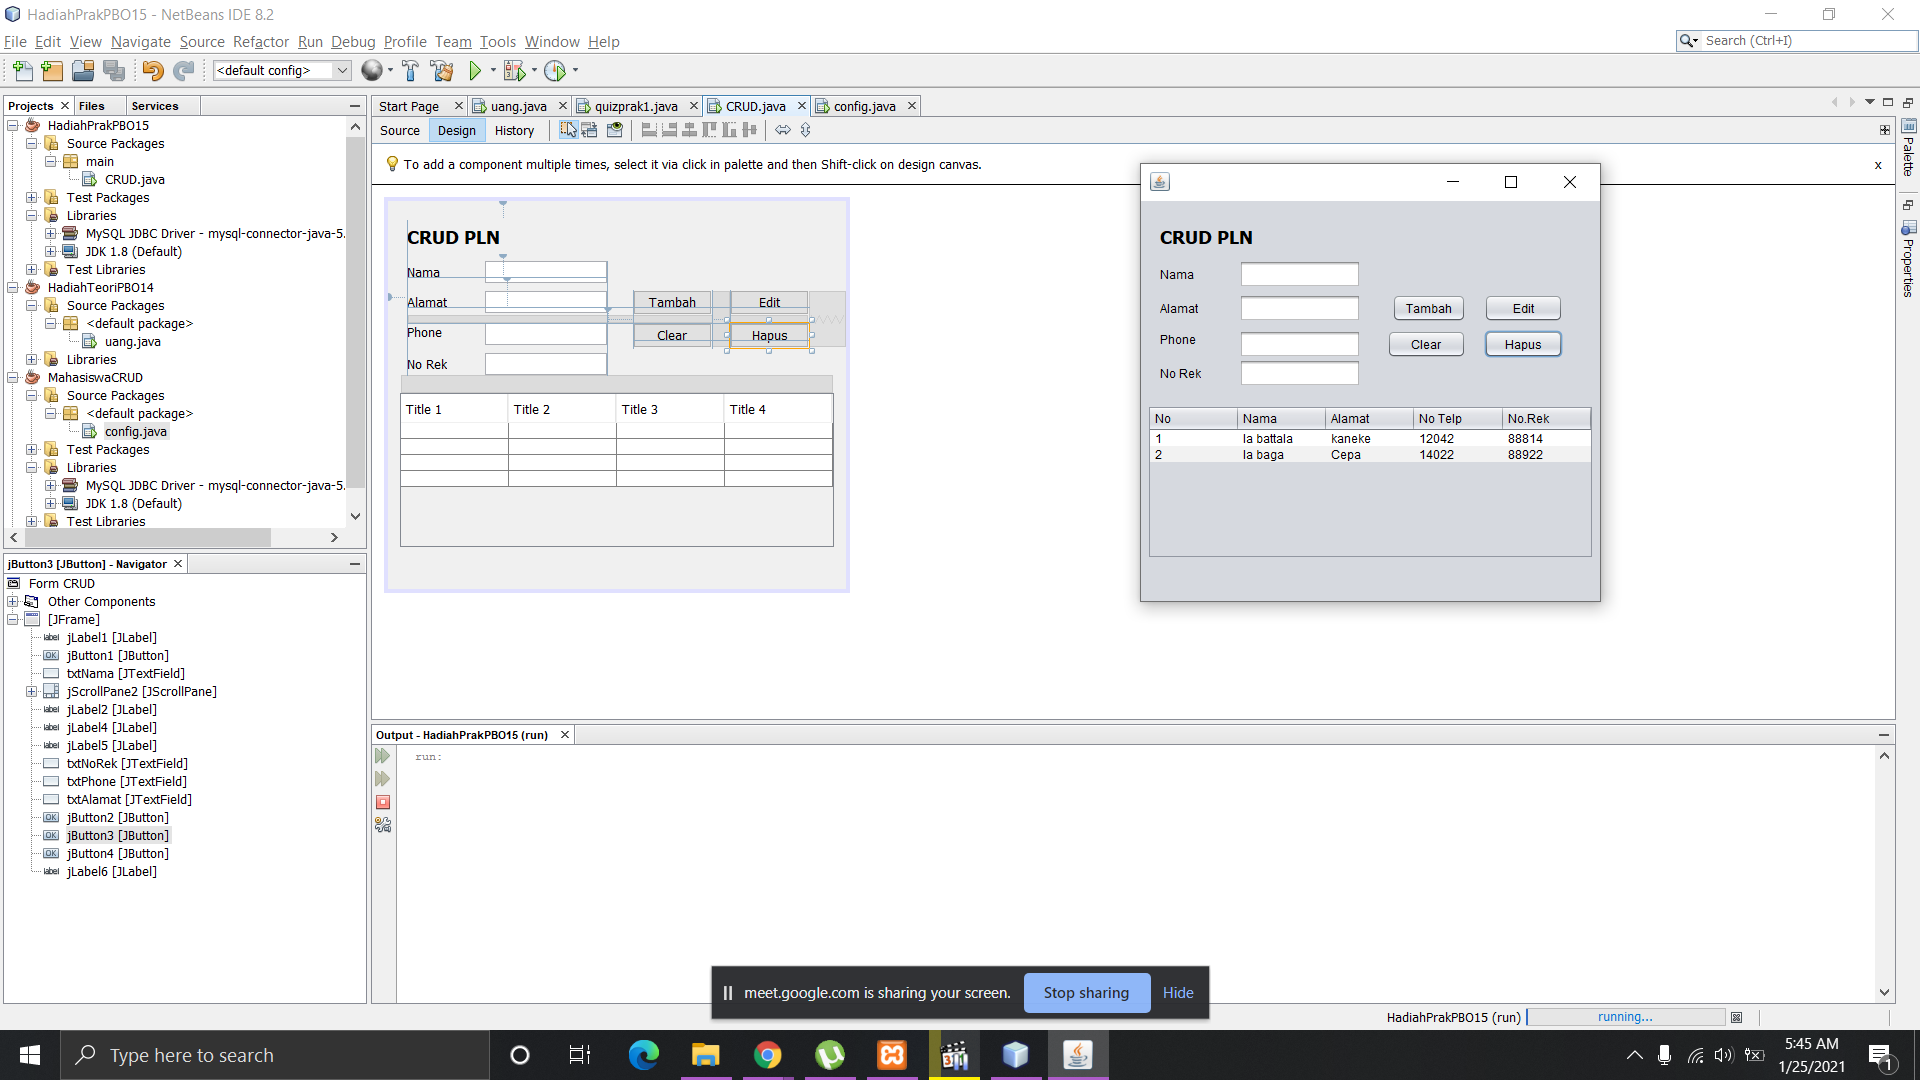 HadiahPrakPBO15 - NetBeans IDE 8.2
File Edit View Navigate Source Refactor Run Debug Profile Team Tools Window Help
Search (Ctrl+I)
<default config>
Projects Files Services
HadiahPrakPBO15
Source Packages
main
CRUD.java
Test Packages
Libraries
MySQL JDBC Driver - mysql-connector-java-5.
JDK 1.8 (Default)
Test Libraries
HadiahTeoriPBO14
Source Packages
<default package>
uang.java
Libraries
MahasiswaCRUD
Source Packages
<default package>
config.java
Test Packages
Libraries
MySQL JDBC Driver - mysql-connector-java-5.
JDK 1.8 (Default)
Test Libraries
jButton3 [JButton] - Navigator
Form CRUD
Other Components
[JFrame]
jLabel1 [JLabel]
jButton1 [JButton]
txtNama [JTextField]
jScrollPane2 [JScrollPane]
jLabel2 [JLabel]
jLabel4 [JLabel]
jLabel5 [JLabel]
txtNoRek [JTextField]
txtPhone [JTextField]
txtAlamat [JTextField]
jButton2 [JButton]
jButton3 [JButton]
jButton4 [JButton]
jLabel6 [JLabel]
Start Page uang.java quizprak1.java CRUD.java config.java
Source Design History
To add a component multiple times, select it via click in palette and then Shift-click on design canvas.
x
CRUD PLN
Nama
Alamat Tambah Edit
Phone Clear Hapus
No Rek
Title 1 Title 2 Title 3 Title 4
CRUD PLN
Nama
Alamat Tambah Edit
Phone Clear Hapus
No Rek
No Nama Alamat No Telp No.Rek
1 la battala kaneke 12042 88814
2 la baga Cepa 14022 88922
Palette
Properties
Output - HadiahPrakPBO15 (run)
run:
meet.google.com is sharing your screen. Stop sharing Hide
HadiahPrakPBO15 (run) running...
Type here to search
5:45 AM
1/25/2021
1